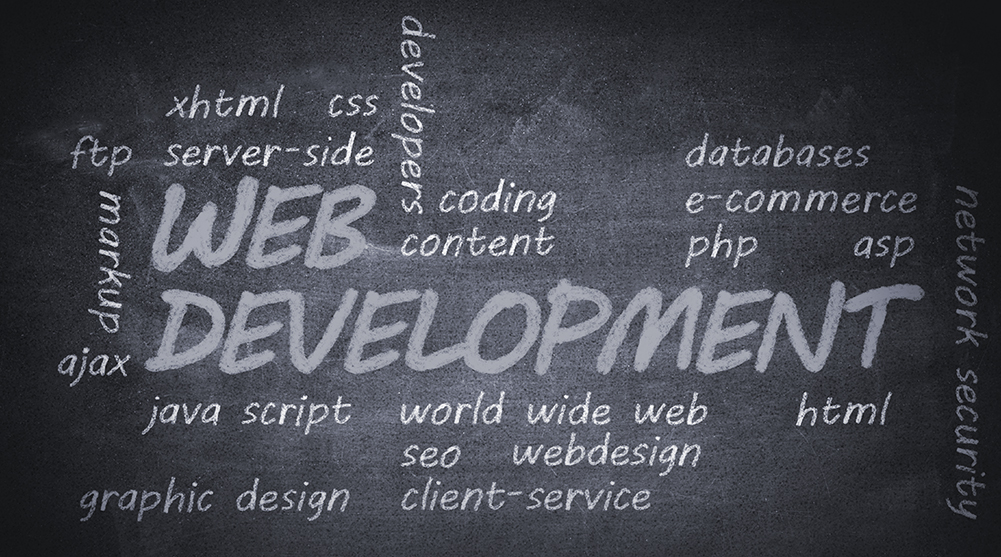 developers
xhtml css
ftp server-side
databases
markup
WEB
coding
e-commerce
content
php asp
network security
DEVELOPMENT
ajax
java script world wide web html
seo webdesign
graphic design client-service